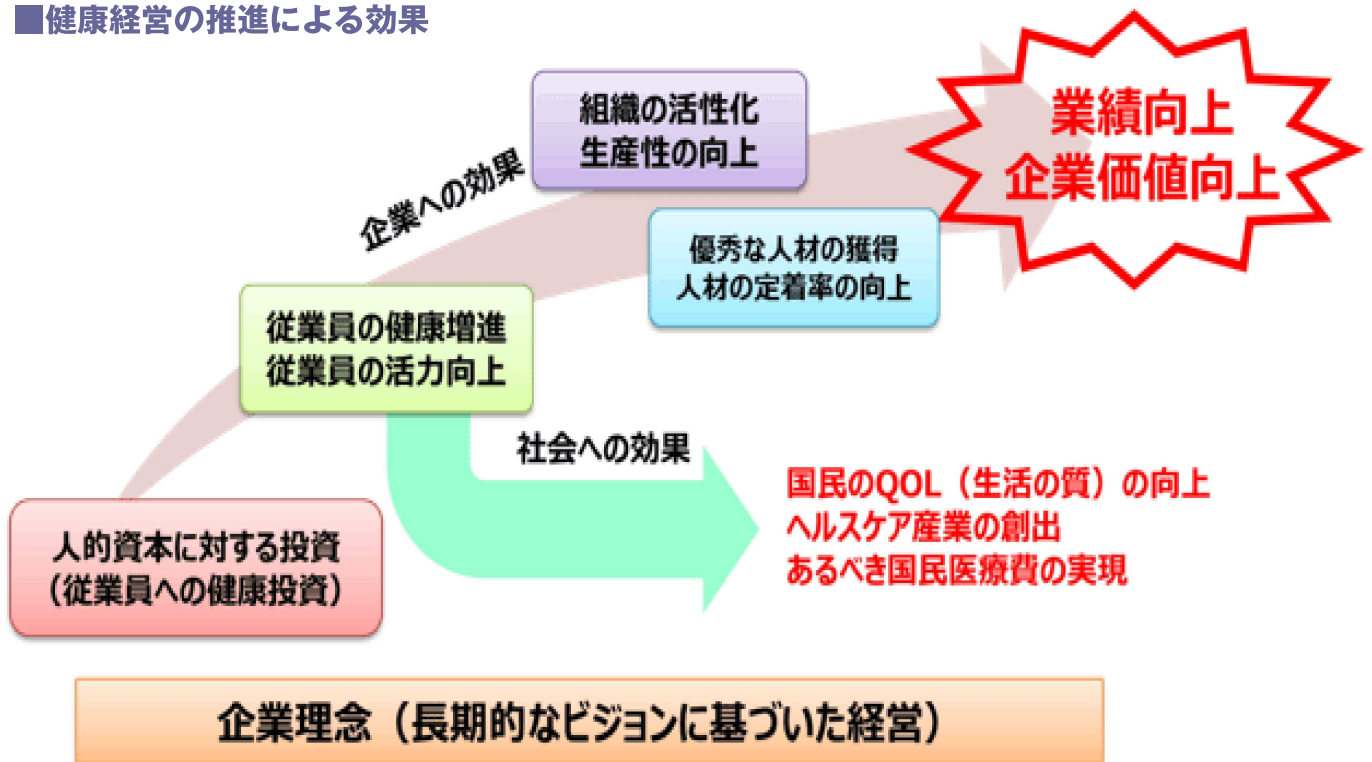 ■健康経営の推進による効果
組織の活性化
生産性の向上
業績向上
企業価値向上
企業への効果
優秀な人材の獲得
人材の定着率の向上
従業員の健康増進
従業員の活力向上
社会への効果
国民のQOL（生活の質）の向上
ヘルスケア産業の創出
あるべき国民医療費の実現
人的資本に対する投資
（従業員への健康投資）
企業理念（長期的なビジョンに基づいた経営）